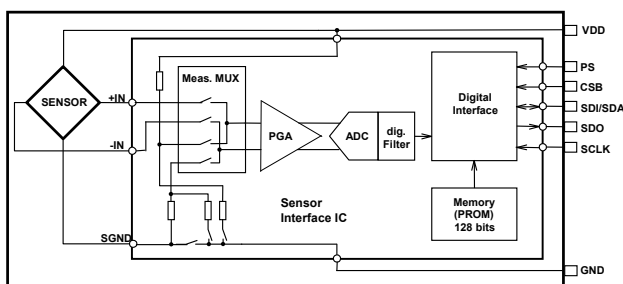 VDD
Meas. MUX
PS
CSB
SENSOR
+IN
Digital
Interface
SDI/SDA
PGA
ADC
dig.
Filter
SDO
-IN
SCLK
Sensor
Interface IC
Memory
(PROM)
128 bits
SGND
GND